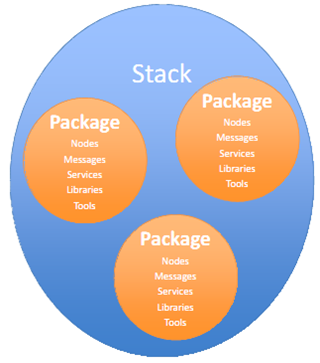 Stack
Package
Nodes
Messages
Services
Libraries
Tools
Package
Nodes
Messages
Services
Libraries
Tools
Package
Nodes
Messages
Services
Libraries
Tools